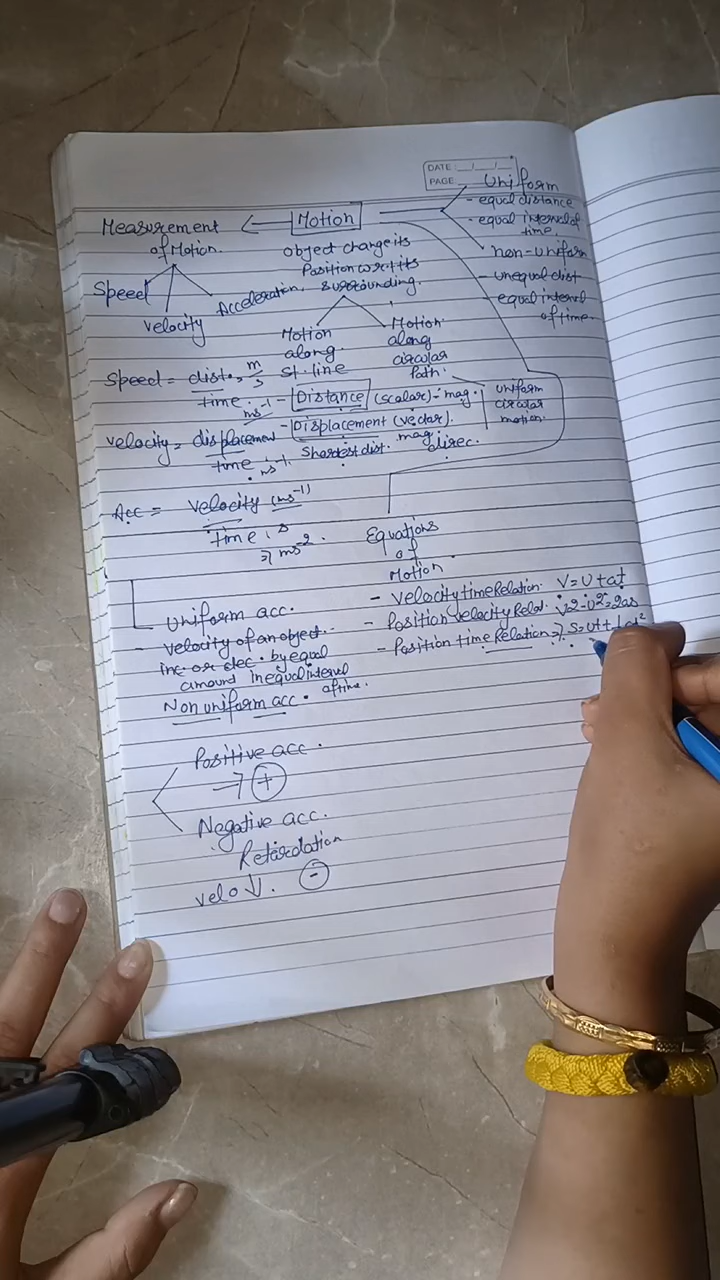 DATE: __/__/__
PAGE
Measurement of Motion.
Speed
velocity
Acceleration.
Motion
object change its
Position w.r.t its
surrounding.
Motion
along
st. line
Motion
along
circular
Path
uniform
circular
motion.
Uniform
- equal distance
- equal interval of
time.
non-uniform
- unequal dist
- equal interval
of time.
Speed = dist. m
time. s
ms-1
- Distance (scalar) - mag.
velocity = displacement
time ms-1.
- Displacement (vector).
mag.
direc.
Shortest dist.
Acc = velocity (ms-1)
time. s
ms-2.
Uniform acc.
- velocity of an object
inc. or dec. by equal
amount in equal interval
of time.
Non uniform acc.
Positive acc.
→ +
Negative acc.
Retardation
velo ↓. -
Equations
of
Motion
- velocity time Relation. V=U+at
- Position velocity Relat. V2-U2=2as
- Position time Relation ⇒ S=Ut+